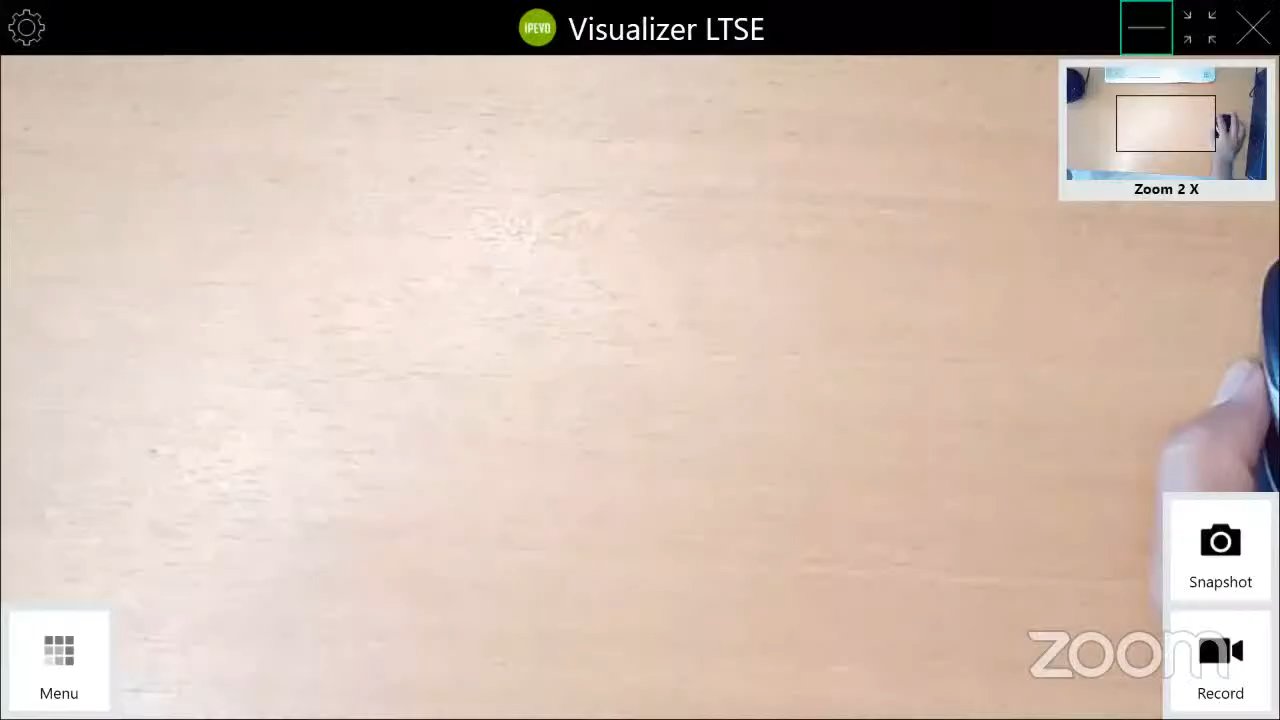 iPEVO Visualizer LTSE
Zoom 2 X
Snapshot
Menu
zoom
Record